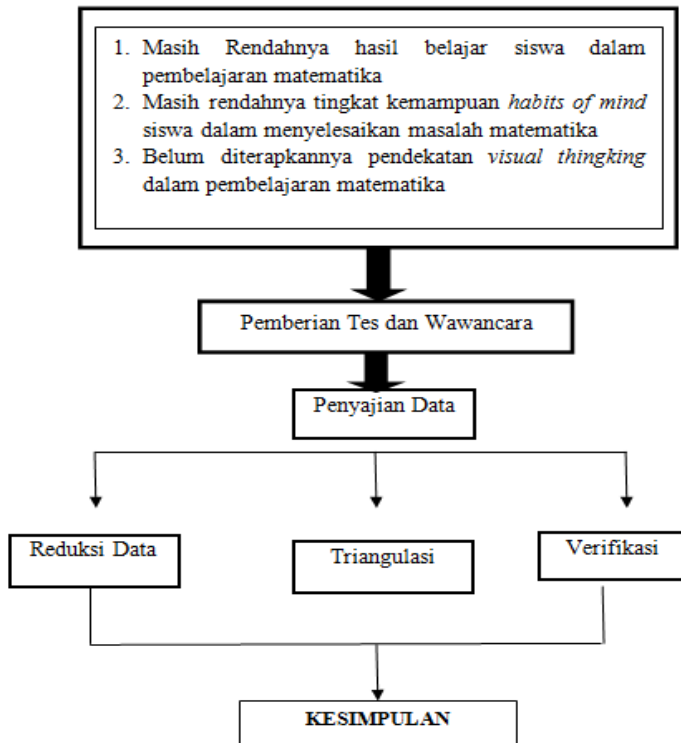 1. Masih Rendahnya hasil belajar siswa dalam
pembelajaran matematika
2. Masih rendahnya tingkat kemampuan habits of mind
siswa dalam menyelesaikan masalah matematika
3. Belum diterapkannya pendekatan visual thingking
dalam pembelajaran matematika
Pemberian Tes dan Wawancara
Penyajian Data
Reduksi Data
Triangulasi
Verifikasi
KESIMPULAN